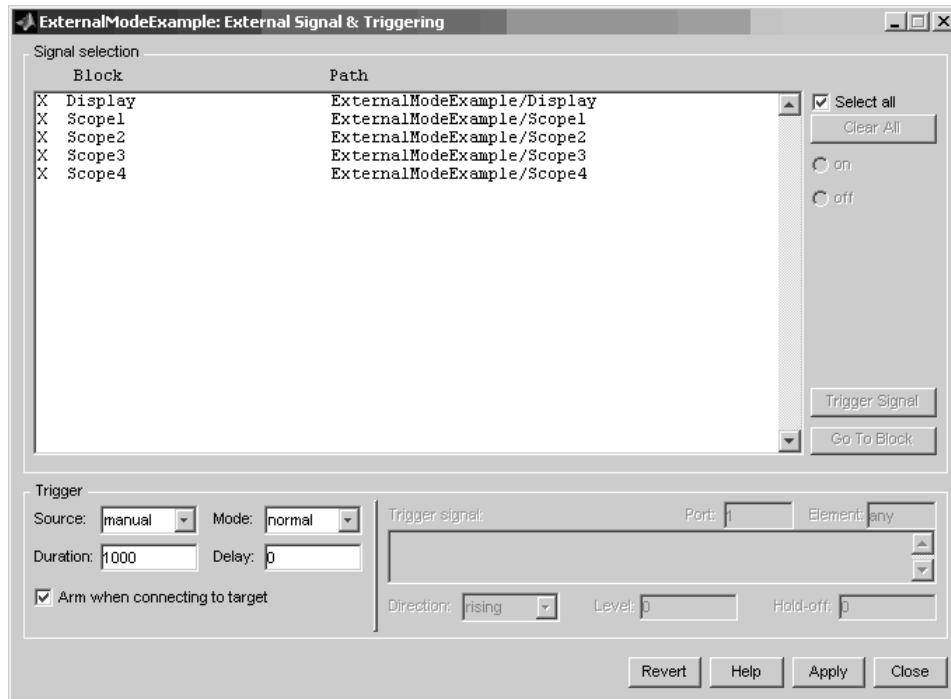 ExternalModeExample: External Signal & Triggering
Signal selection
Block Path
X Display ExternalModeExample/Display
X Scope1 ExternalModeExample/Scope1
X Scope2 ExternalModeExample/Scope2
X Scope3 ExternalModeExample/Scope3
X Scope4 ExternalModeExample/Scope4
Select all
Clear All
on
off
Trigger Signal
Go To Block
Trigger
Source: manual Mode: normal
Duration: 1000 Delay: 0
Arm when connecting to target
Trigger signal: Port: 1 Element: any
Direction: rising Level: 0 Hold-off: 0
Revert Help Apply Close